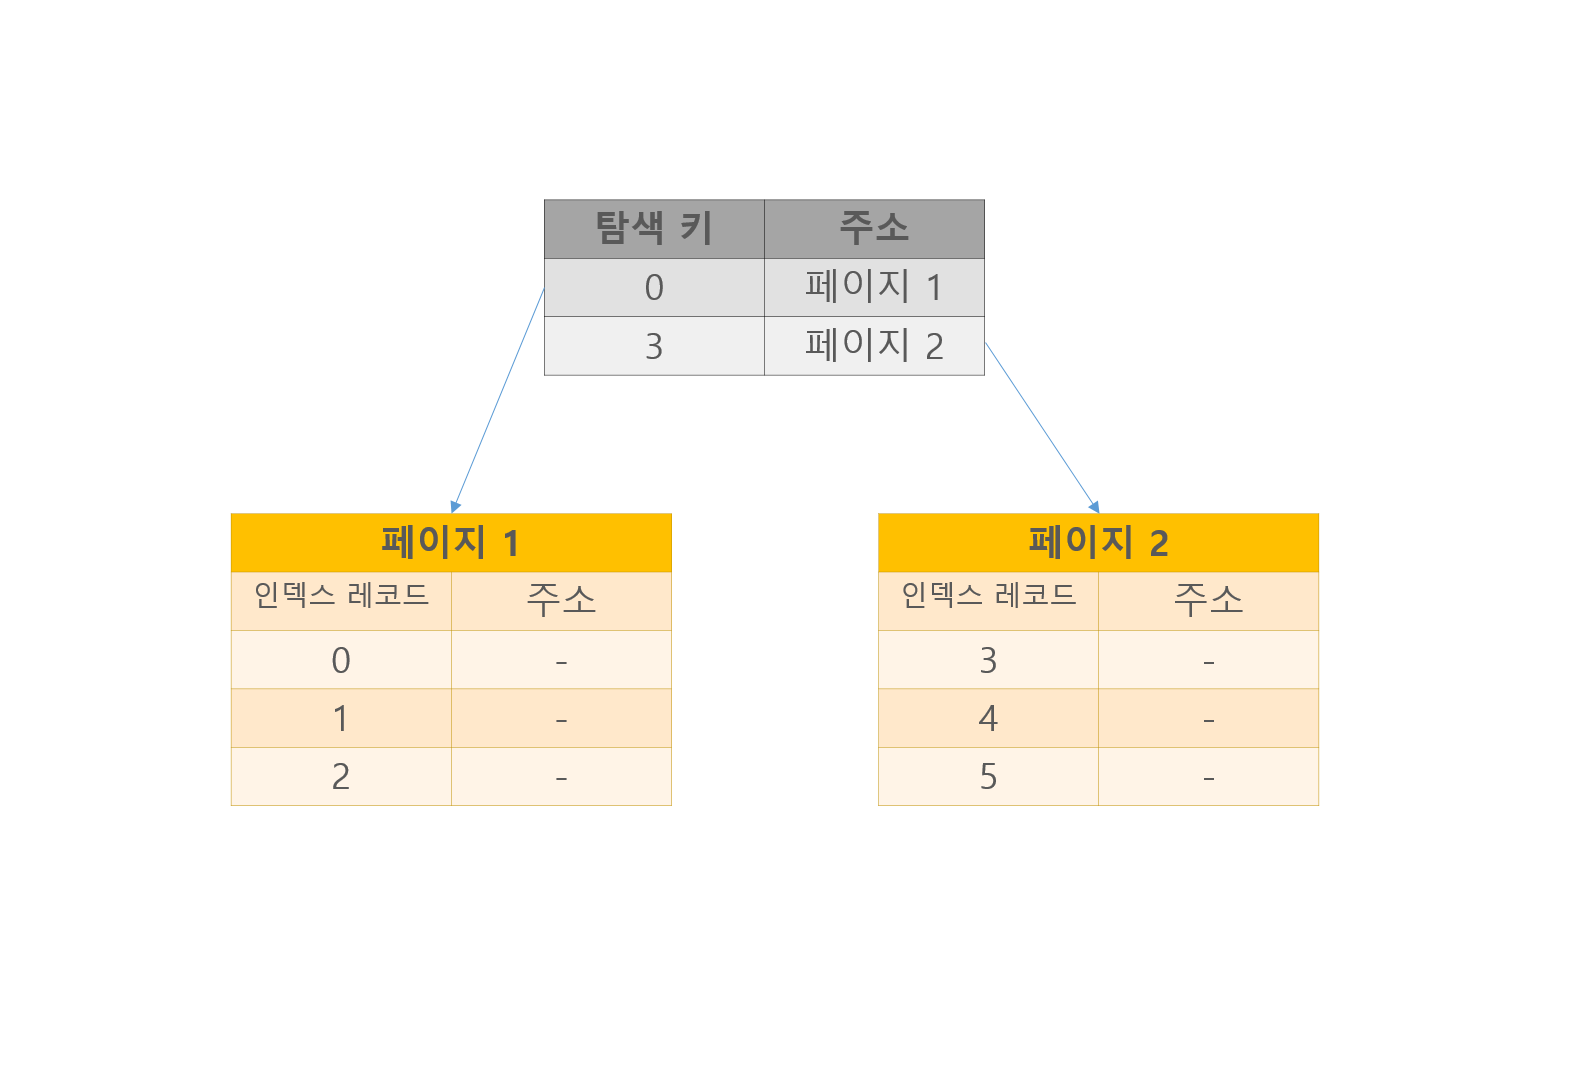 탐색 키 주소
0 페이지 1
3 페이지 2
페이지 1
인덱스 레코드 주소
0 -
1 -
2 -
페이지 2
인덱스 레코드 주소
3 -
4 -
5 -